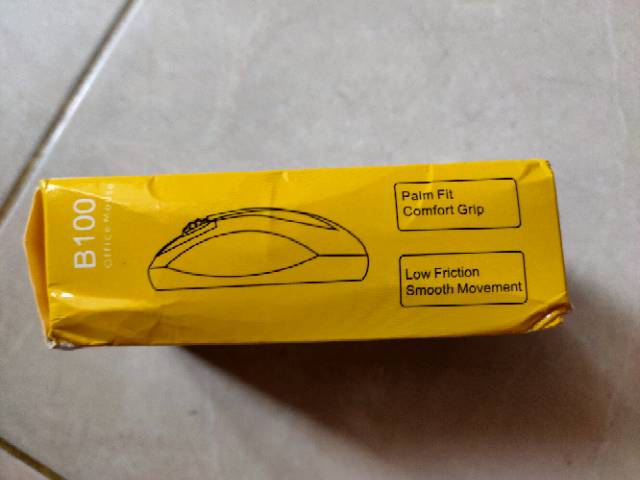 B100
Office Mouse
Palm Fit
Comfort Grip
Low Friction
Smooth Movement